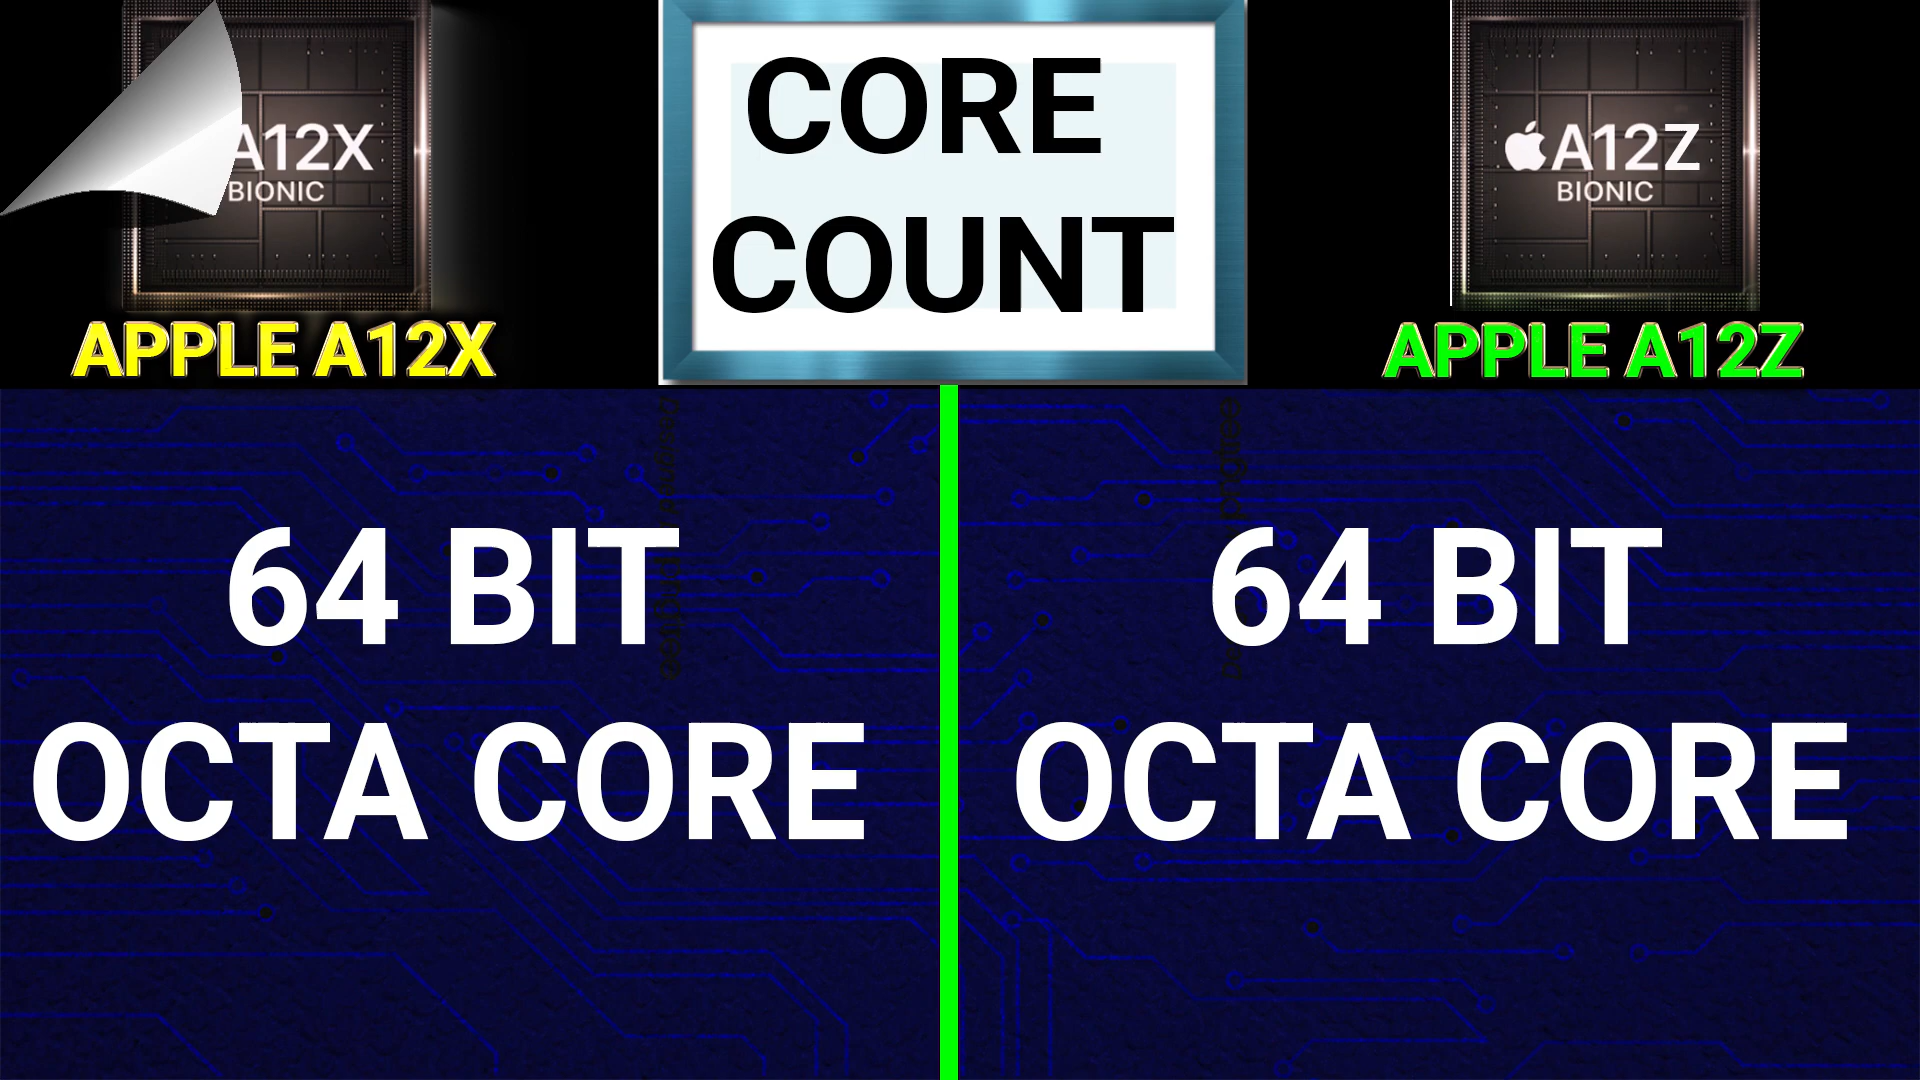 A12X
BIONIC
APPLE A12X
CORE
COUNT
A12Z
BIONIC
APPLE A12Z
64 BIT
OCTA CORE
64 BIT
OCTA CORE